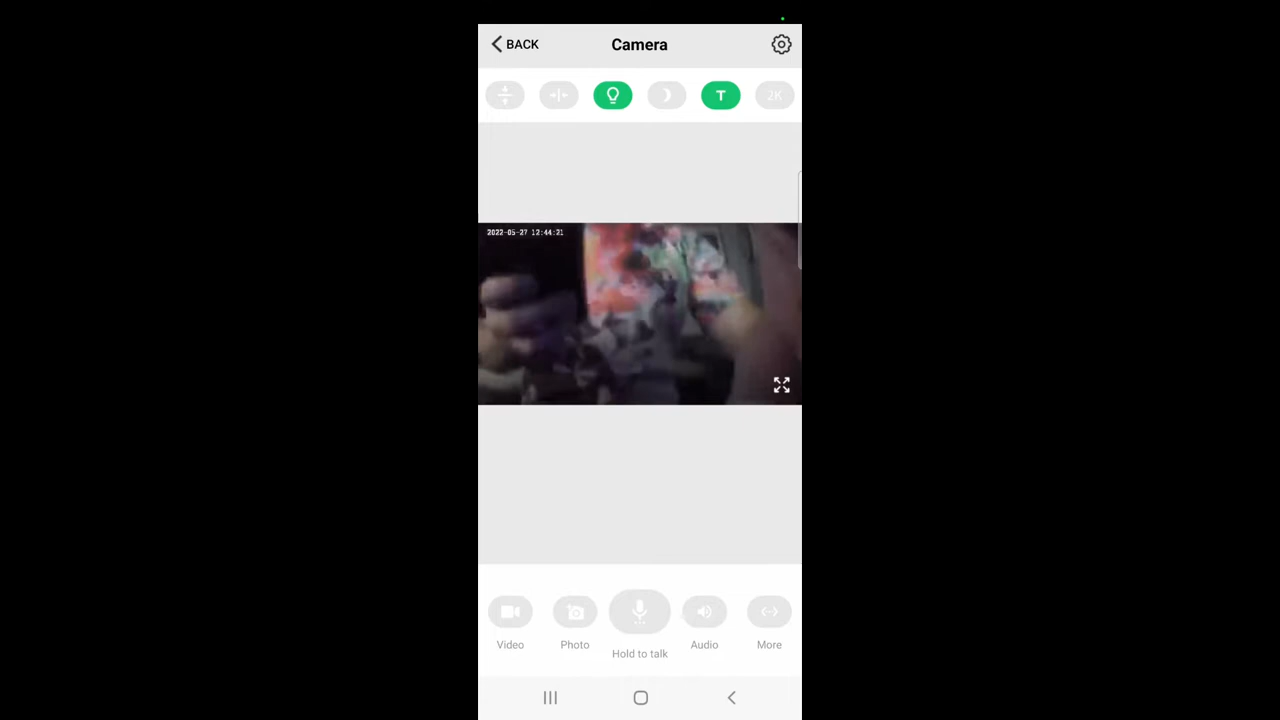 BACK
Camera
T
2K
2022-05-27 12:44:21
Video
Photo
Hold to talk
Audio
More